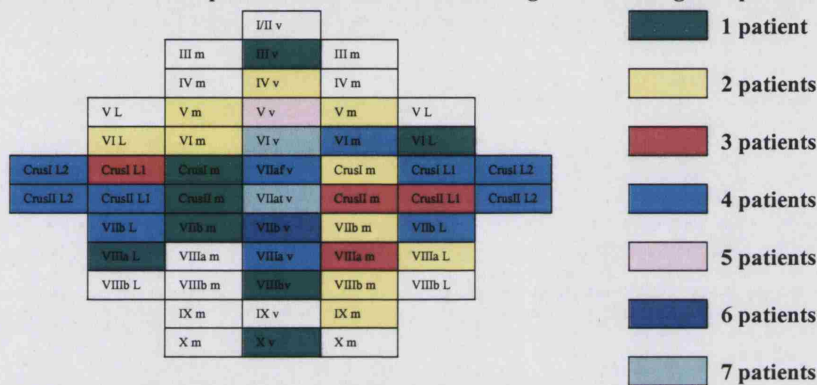 I/II v
III m III v III m
IV m IV v IV m
V L V m V v V m V L
VI L VI m VI v VI m VI L
CrusI L2 CrusI L1 CrusI m VIIaf v CrusI m CrusI L1 CrusI L2
CrusII L2 CrusII L1 CrusII m VIIat v CrusII m CrusII L1 CrusII L2
VIIb L VIIb m VIIb v VIIb m VIIb L
VIIIa L VIIIa m VIIIa v VIIIa m VIIIa L
VIIIb L VIIIb m VIIIbv VIIIb m VIIIb L
IX m IX v IX m
X m X v X m
1 patient
2 patients
3 patients
4 patients
5 patients
6 patients
7 patients